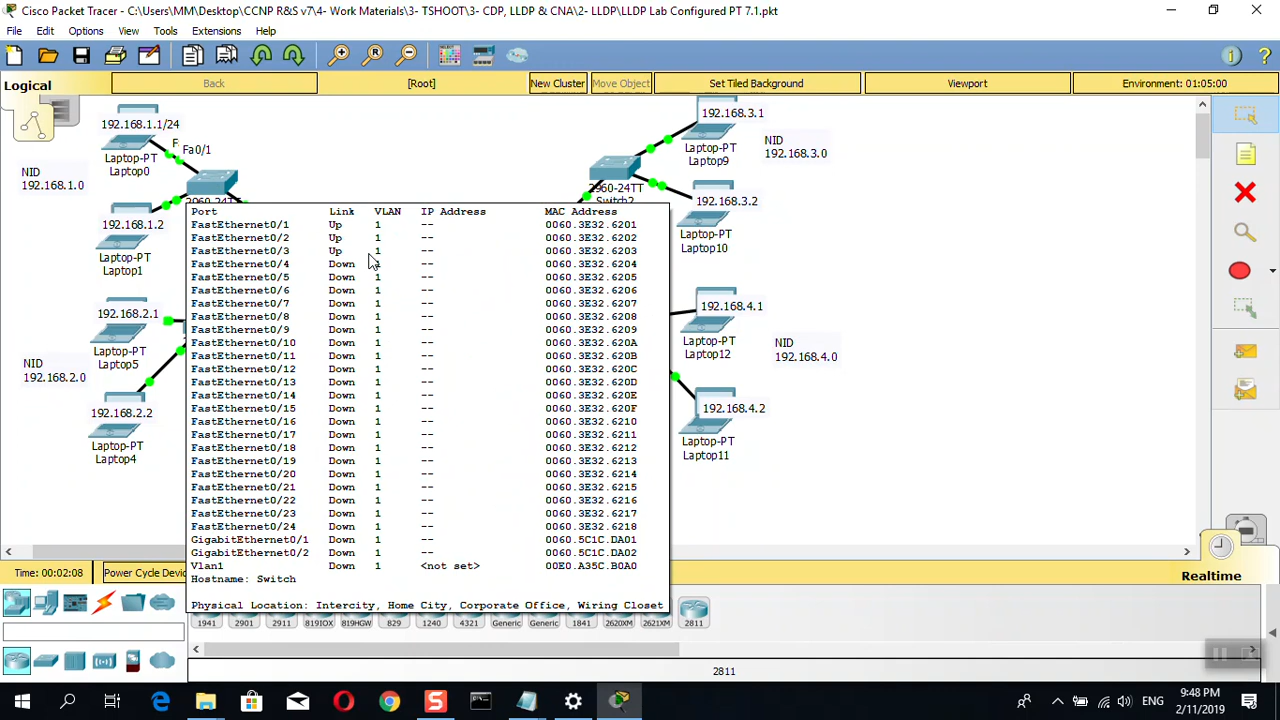 Cisco Packet Tracer - C:\Users\MM\Desktop\CCNP R&S v7\4- Work Materials\3- TSHOOT\3- CDP, LLDP & CNA\2- LLDP\LLDP Lab Configured PT 7.1.pkt
File Edit Options View Tools Extensions Help
Logical Back [Root] New Cluster Move Object Set Tiled Background Viewport Environment: 01:05:00
192.168.1.1/24
Fa0/1
Laptop-PT
Laptop0
NID
192.168.1.0
192.168.1.2
Laptop-PT
Laptop1
192.168.2.1
Laptop-PT
Laptop5
NID
192.168.2.0
192.168.2.2
Laptop-PT
Laptop4
192.168.3.1
Laptop-PT
Laptop9
NID
192.168.3.0
2960-24TT
Switch2
192.168.3.2
Laptop-PT
Laptop10
192.168.4.1
Laptop-PT
Laptop12
NID
192.168.4.0
192.168.4.2
Laptop-PT
Laptop11
Port Link VLAN IP Address MAC Address
FastEthernet0/1 Up 1 -- 0060.3E32.6201
FastEthernet0/2 Up 1 -- 0060.3E32.6202
FastEthernet0/3 Up 1 -- 0060.3E32.6203
FastEthernet0/4 Down 1 -- 0060.3E32.6204
FastEthernet0/5 Down 1 -- 0060.3E32.6205
FastEthernet0/6 Down 1 -- 0060.3E32.6206
FastEthernet0/7 Down 1 -- 0060.3E32.6207
FastEthernet0/8 Down 1 -- 0060.3E32.6208
FastEthernet0/9 Down 1 -- 0060.3E32.6209
FastEthernet0/10 Down 1 -- 0060.3E32.620A
FastEthernet0/11 Down 1 -- 0060.3E32.620B
FastEthernet0/12 Down 1 -- 0060.3E32.620C
FastEthernet0/13 Down 1 -- 0060.3E32.620D
FastEthernet0/14 Down 1 -- 0060.3E32.620E
FastEthernet0/15 Down 1 -- 0060.3E32.620F
FastEthernet0/16 Down 1 -- 0060.3E32.6210
FastEthernet0/17 Down 1 -- 0060.3E32.6211
FastEthernet0/18 Down 1 -- 0060.3E32.6212
FastEthernet0/19 Down 1 -- 0060.3E32.6213
FastEthernet0/20 Down 1 -- 0060.3E32.6214
FastEthernet0/21 Down 1 -- 0060.3E32.6215
FastEthernet0/22 Down 1 -- 0060.3E32.6216
FastEthernet0/23 Down 1 -- 0060.3E32.6217
FastEthernet0/24 Down 1 -- 0060.3E32.6218
GigabitEthernet0/1 Down 1 -- 0060.5C1C.DA01
GigabitEthernet0/2 Down 1 -- 0060.5C1C.DA02
Vlan1 Down 1 <not set> 00E0.A35C.B0A0
Hostname: Switch
Physical Location: Intercity, Home City, Corporate Office, Wiring Closet
Time: 00:02:08 Power Cycle Devi
Realtime
1941 2901 2911 819IOX 819HGW 829 1240 4321 Generic Generic 1841 2620XM 2621XM 2811
2811
ENG
9:48 PM
2/11/2019